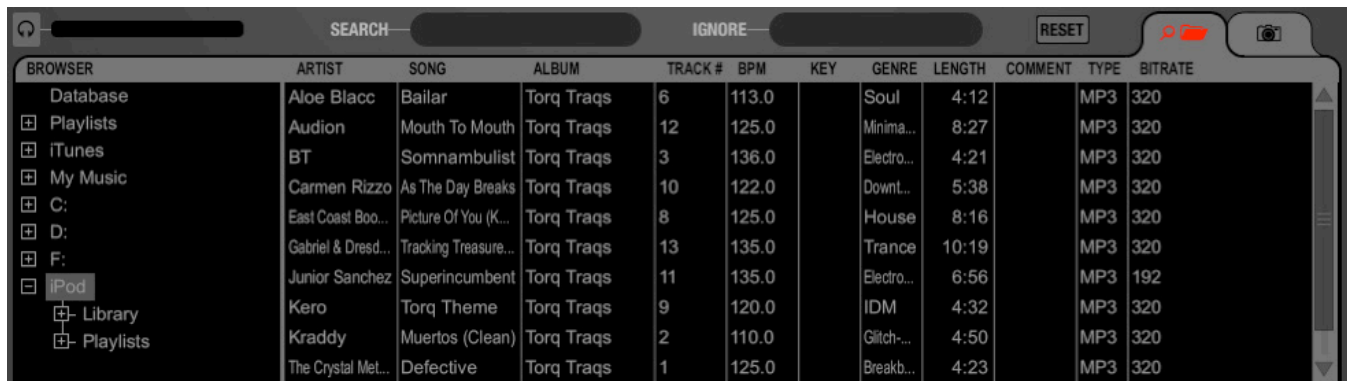 SEARCH IGNORE RESET
BROWSER ARTIST SONG ALBUM TRACK # BPM KEY GENRE LENGTH COMMENT TYPE BITRATE
Database Aloe Blacc Bailar Torq Traqs 6 113.0 Soul 4:12 MP3 320
Playlists Audion Mouth To Mouth Torq Traqs 12 125.0 Minima... 8:27 MP3 320
iTunes BT Somnambulist Torq Traqs 3 136.0 Electro... 4:21 MP3 320
My Music Carmen Rizzo As The Day Breaks Torq Traqs 10 122.0 Downt... 5:38 MP3 320
C: East Coast Boo... Picture Of You (K... Torq Traqs 8 125.0 House 8:16 MP3 320
D: Gabriel & Dresd... Tracking Treasure... Torq Traqs 13 135.0 Trance 10:19 MP3 320
F: Junior Sanchez Superincumbent Torq Traqs 11 135.0 Electro... 6:56 MP3 192
iPod Kero Torq Theme Torq Traqs 9 120.0 IDM 4:32 MP3 320
Library Kraddy Muertos (Clean) Torq Traqs 2 110.0 Glitch-... 4:50 MP3 320
Playlists The Crystal Met... Defective Torq Traqs 1 125.0 Breakb... 4:23 MP3 320